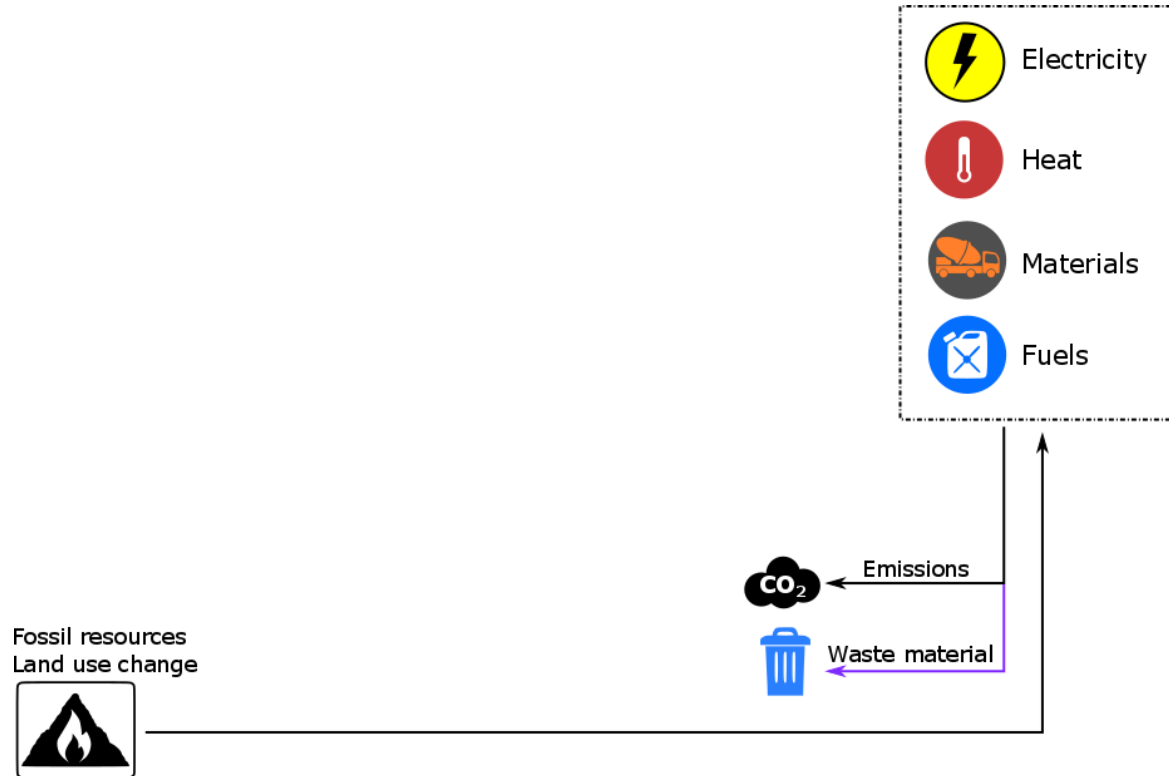 Electricity
Heat
Materials
Fuels
Emissions
CO₂
Waste material
Fossil resources
Land use change